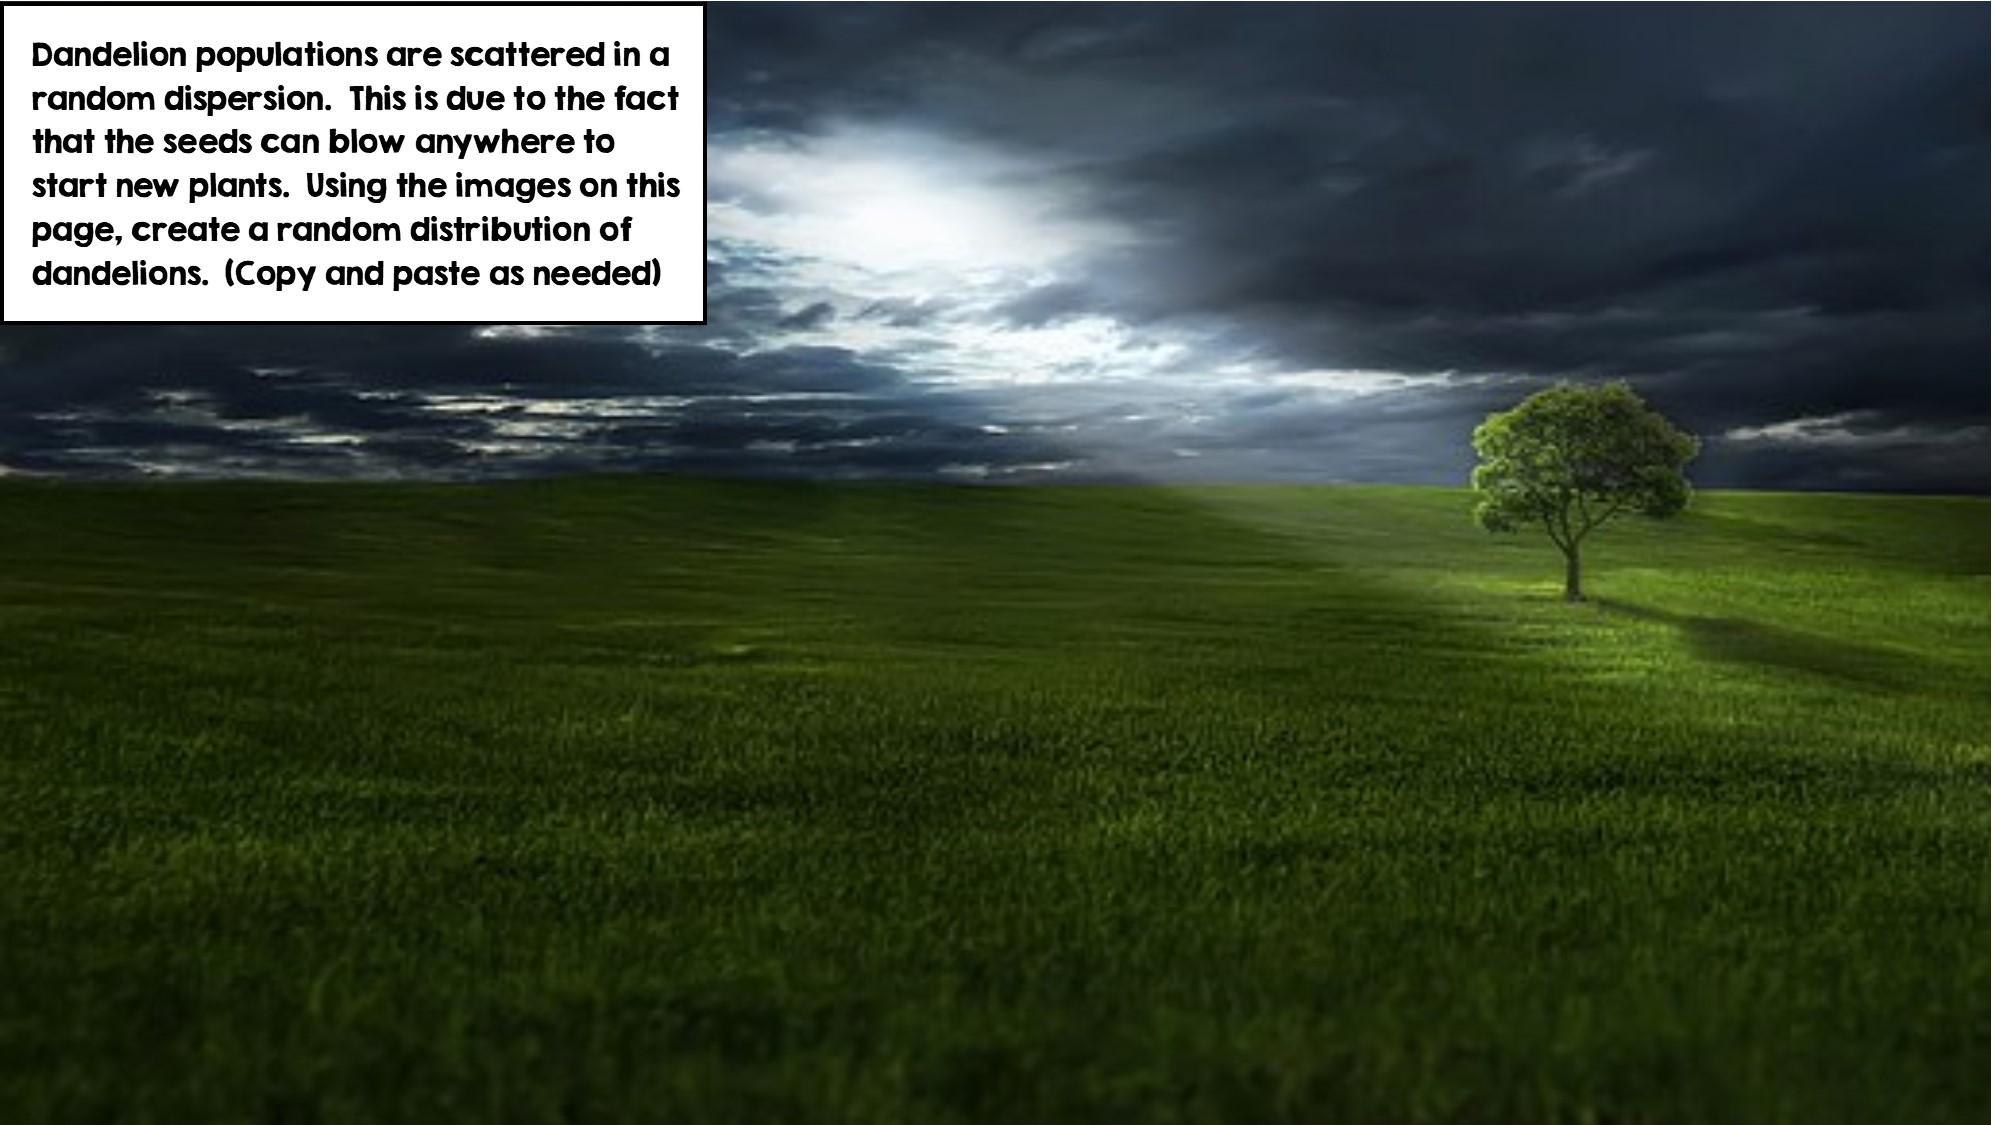 Dandelion populations are scattered in a
random dispersion.  This is due to the fact
that the seeds can blow anywhere to
start new plants.  Using the images on this
page, create a random distribution of
dandelions.  (Copy and paste as needed)